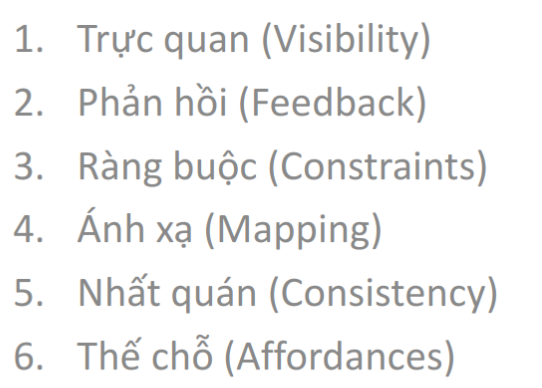 1. Trực quan (Visibility)
2. Phản hồi (Feedback)
3. Ràng buộc (Constraints)
4. Ánh xạ (Mapping)
5. Nhất quán (Consistency)
6. Thế chỗ (Affordances)